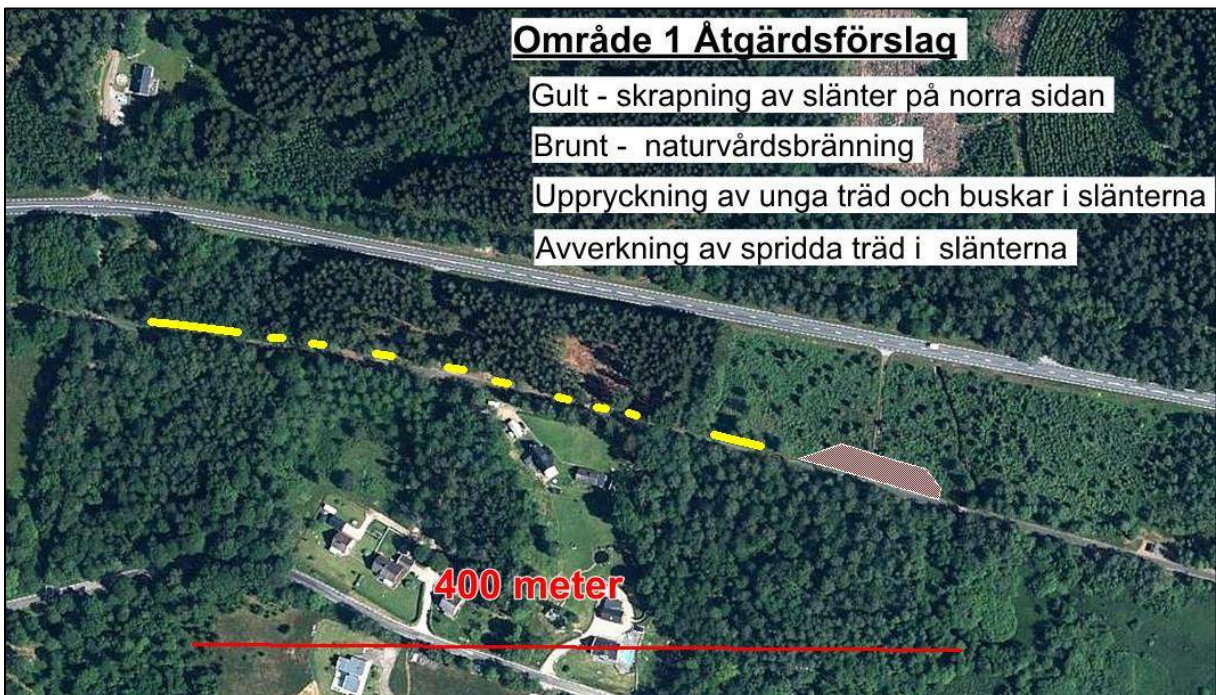 Område 1 Åtgärdsförslag
Gult - skrapning av slänter på norra sidan
Brunt - naturvårdsbränning
Uppryckning av unga träd och buskar i slänterna
Avverkning av spridda träd i slänterna
400 meter